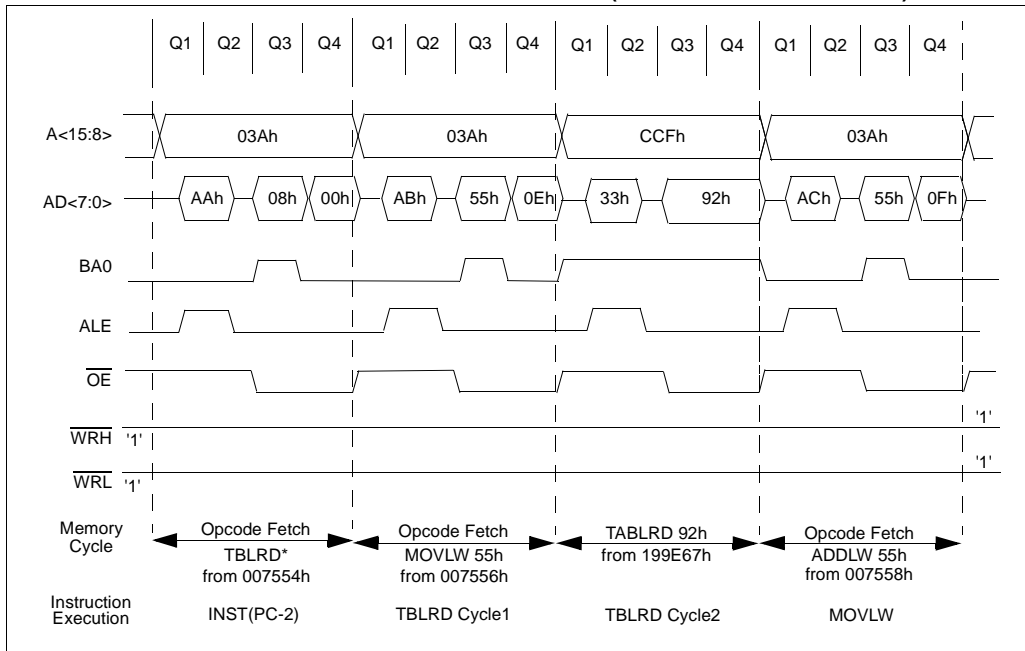 Q1 Q2 Q3 Q4 Q1 Q2 Q3 Q4 Q1 Q2 Q3 Q4 Q1 Q2 Q3 Q4
A<15:8> 03Ah 03Ah CCFh 03Ah
AD<7:0> AAh 08h 00h ABh 55h 0Eh 33h 92h ACh 55h 0Fh
BA0
ALE
OE
WRH '1' '1'
WRL '1' '1'
Memory Cycle
Opcode Fetch
TBLRD*
from 007554h
Opcode Fetch
MOVLW 55h
from 007556h
TABLRD 92h
from 199E67h
Opcode Fetch
ADDLW 55h
from 007558h
Instruction Execution
INST(PC-2) TBLRD Cycle1 TBLRD Cycle2 MOVLW